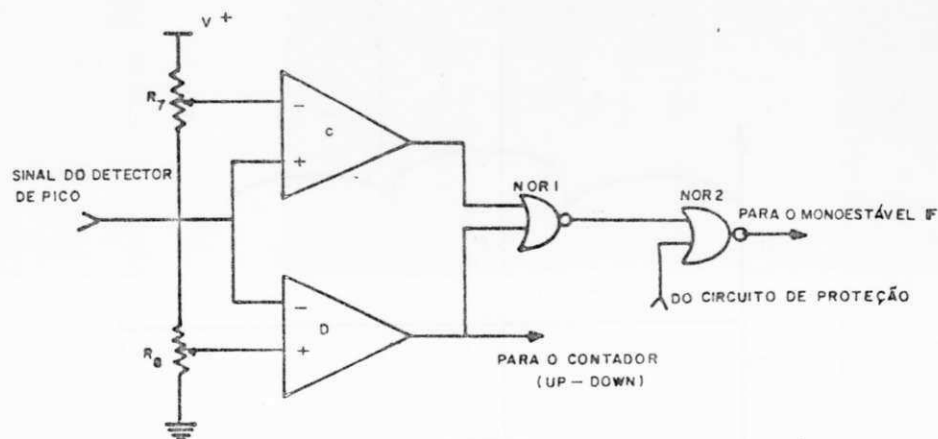 V +
R7
C
SINAL DO DETECTOR
DE PICO
NOR 1
NOR 2
PARA O MONOESTÁVEL IF
DO CIRCUITO DE PROTEÇÃO
D
R8
PARA O CONTADOR
(UP - DOWN)